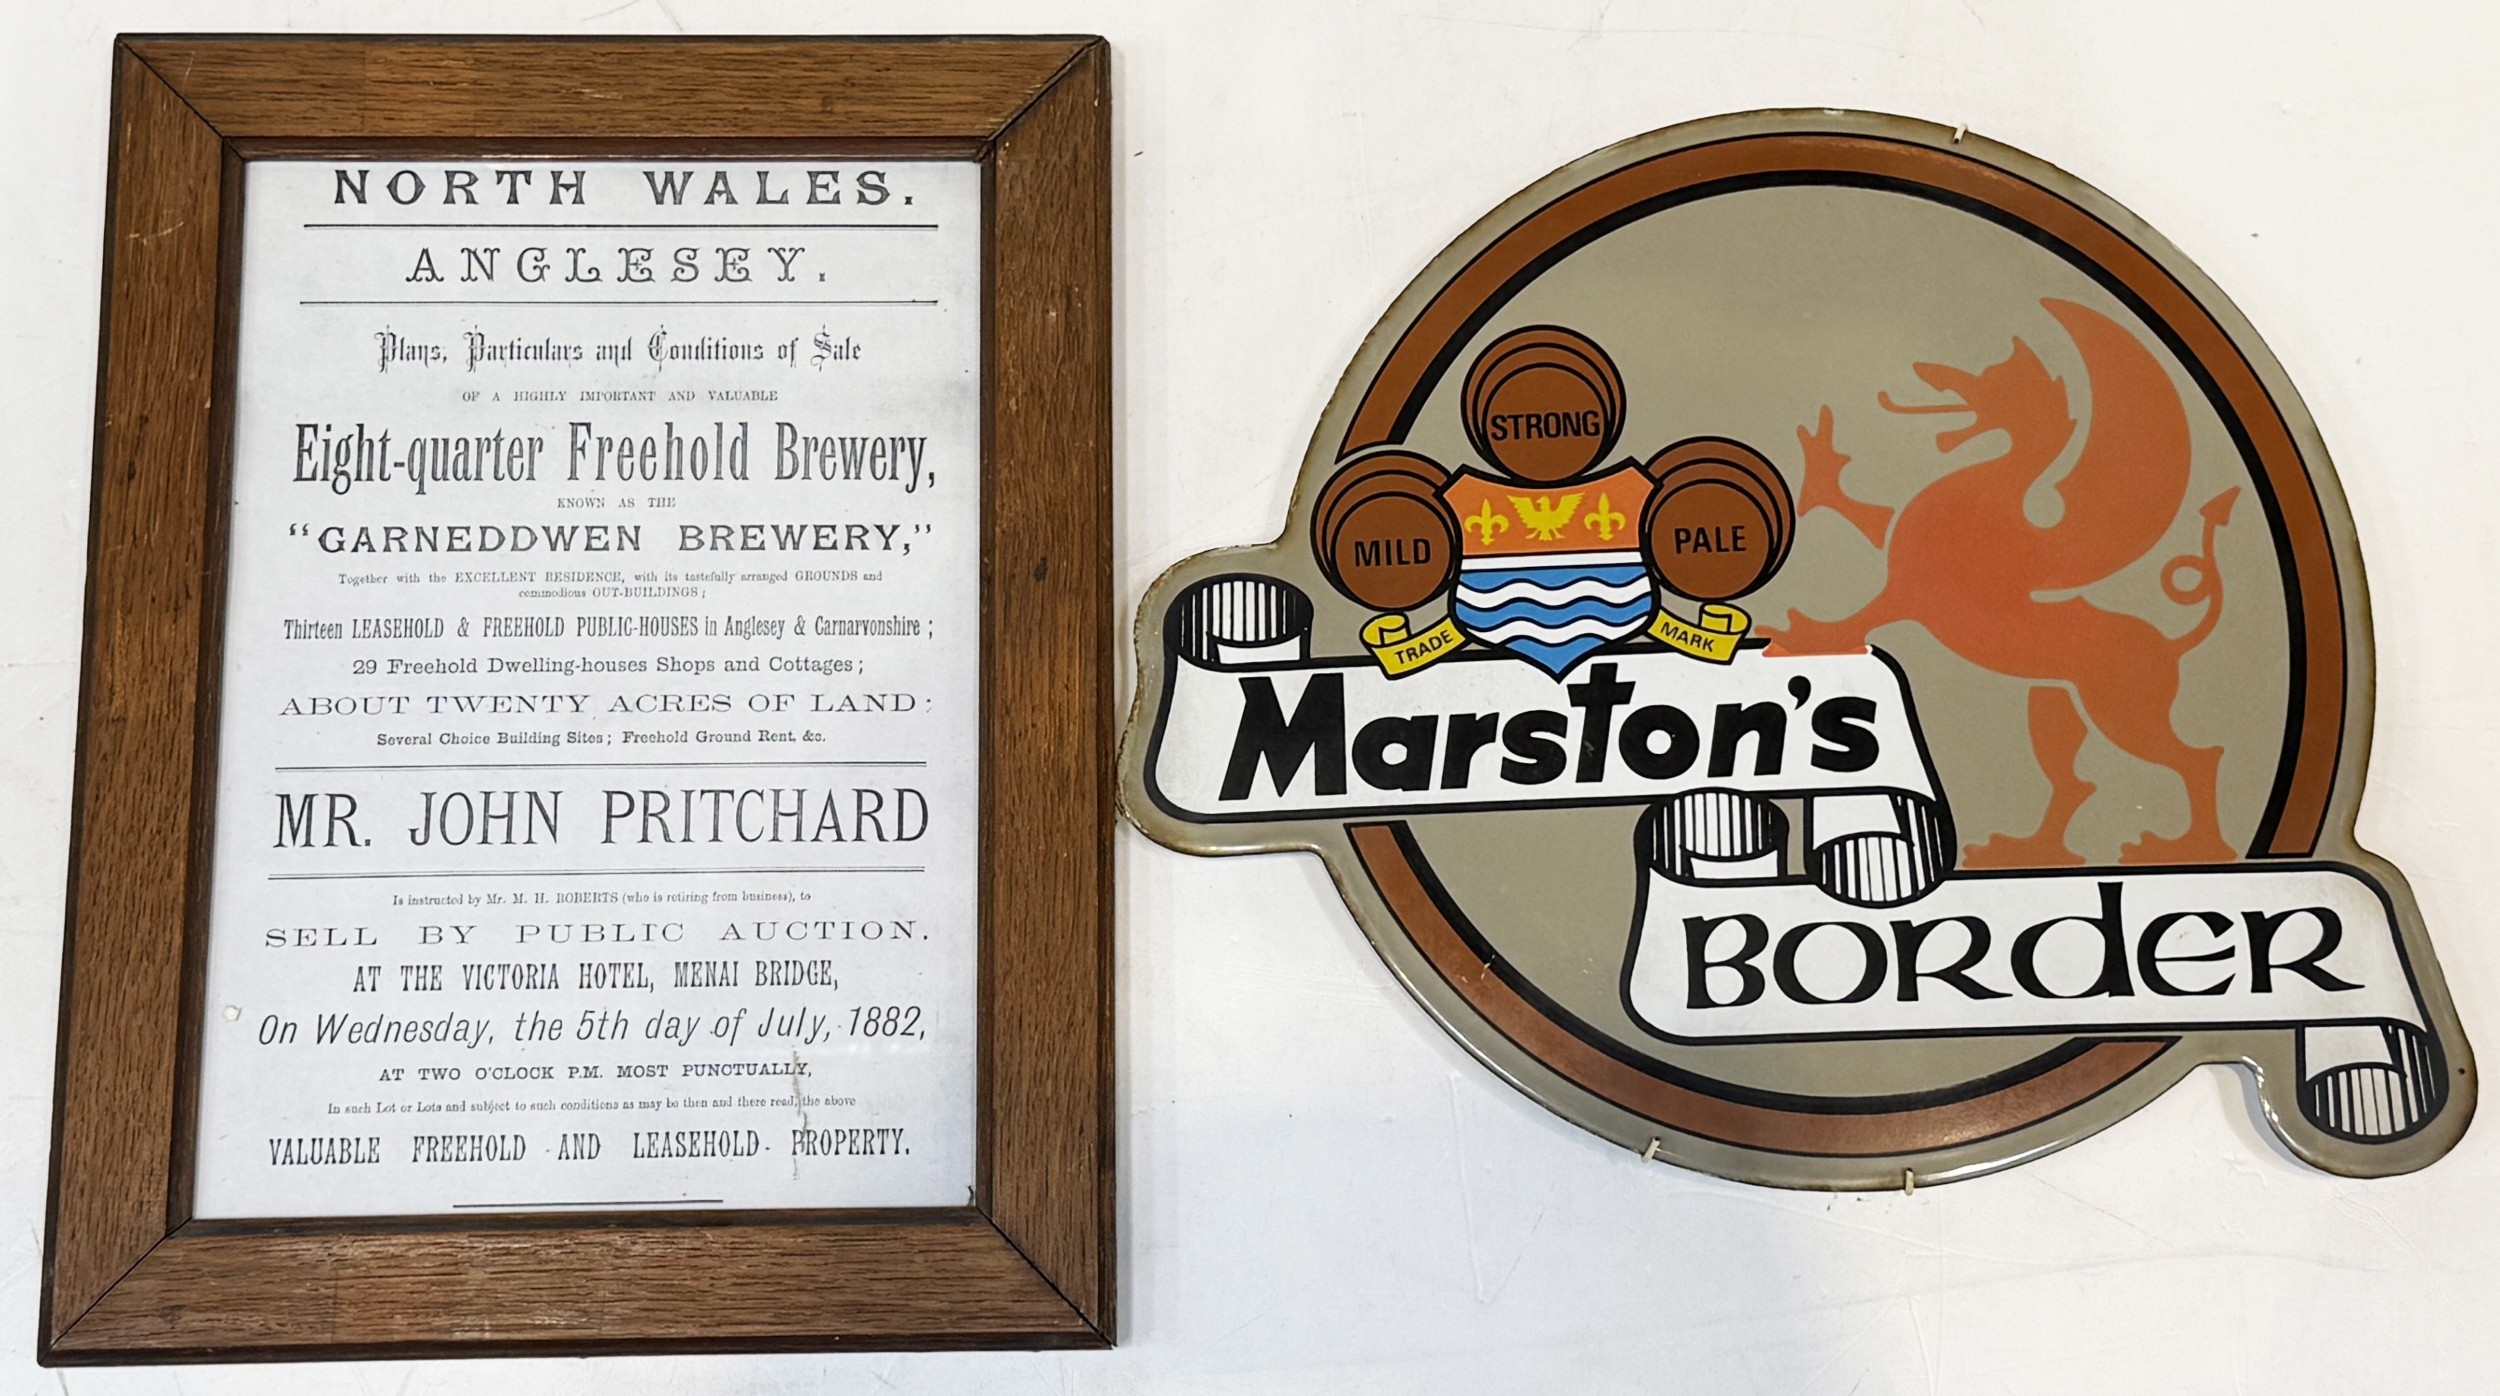 NORTH WALES.
ANGLESEY.
Plans, Particulars and Conditions of Sale
OF A HIGHLY IMPORTANT AND VALUABLE
Eight-quarter Freehold Brewery,
KNOWN AS THE
"GARNEDDWEN BREWERY,"
Together with the EXCELLENT RESIDENCE, with its tastefully arranged GROUNDS and
commodious OUT-BUILDINGS;
Thirteen LEASEHOLD & FREEHOLD PUBLIC-HOUSES in Anglesey & Carnarvonshire;
29 Freehold Dwelling-houses Shops and Cottages;
ABOUT TWENTY ACRES OF LAND;
Several Choice Building Sites; Freehold Ground Rent, &c.
MR. JOHN PRITCHARD
Is instructed by Mr. M. H. ROBERTS (who is retiring from business), to
SELL BY PUBLIC AUCTION.
AT THE VICTORIA HOTEL, MENAI BRIDGE,
On Wednesday, the 5th day of July, 1882,
AT TWO O'CLOCK P.M. MOST PUNCTUALLY,
In such Lot or Lots and subject to such conditions as may be then and there read, the above
VALUABLE FREEHOLD AND LEASEHOLD PROPERTY.
STRONG
MILD
PALE
TRADE
MARK
Marston's
BORdER